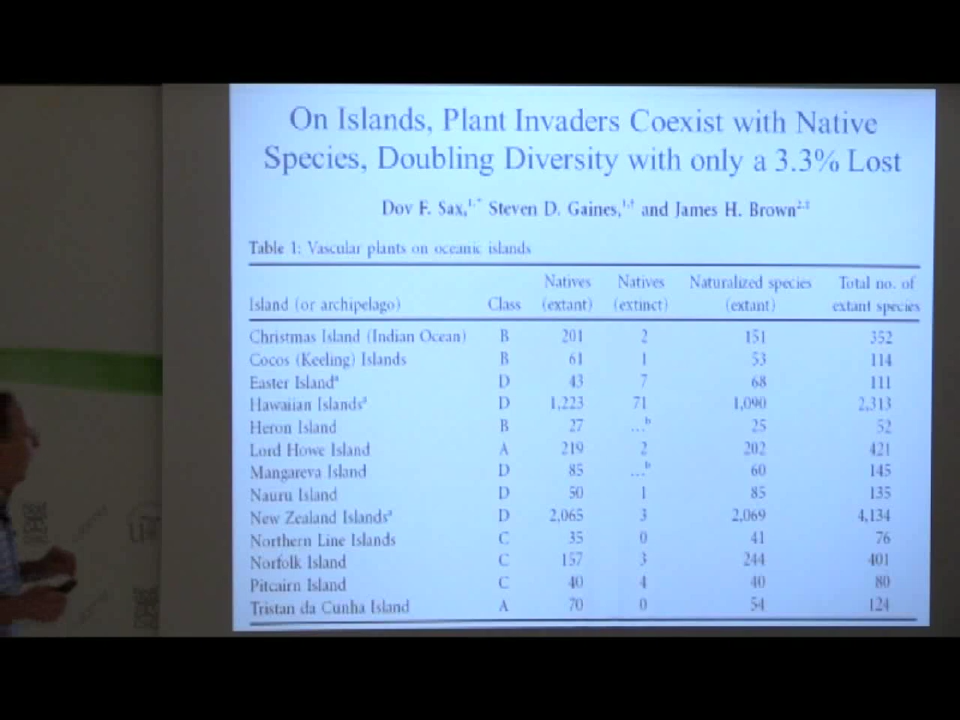 On Islands, Plant Invaders Coexist with Native
Species, Doubling Diversity with only a 3.3% Lost
Dov F. Sax,1,* Steven D. Gaines,1,† and James H. Brown2,‡
Table 1: Vascular plants on oceanic islands
Natives Natives Naturalized species Total no. of
Island (or archipelago) Class (extant) (extinct) (extant) extant species
Christmas Island (Indian Ocean) B 201 2 151 352
Cocos (Keeling) Islands B 61 1 53 114
Easter Islanda D 43 7 68 111
Hawaiian Islandsa D 1,223 71 1,090 2,313
Heron Island B 27 ...b 25 52
Lord Howe Island A 219 2 202 421
Mangareva Island D 85 ...b 60 145
Nauru Island D 50 1 85 135
New Zealand Islandsa D 2,065 3 2,069 4,134
Northern Line Islands C 35 0 41 76
Norfolk Island C 157 3 244 401
Pitcairn Island C 40 4 40 80
Tristan da Cunha Island A 70 0 54 124